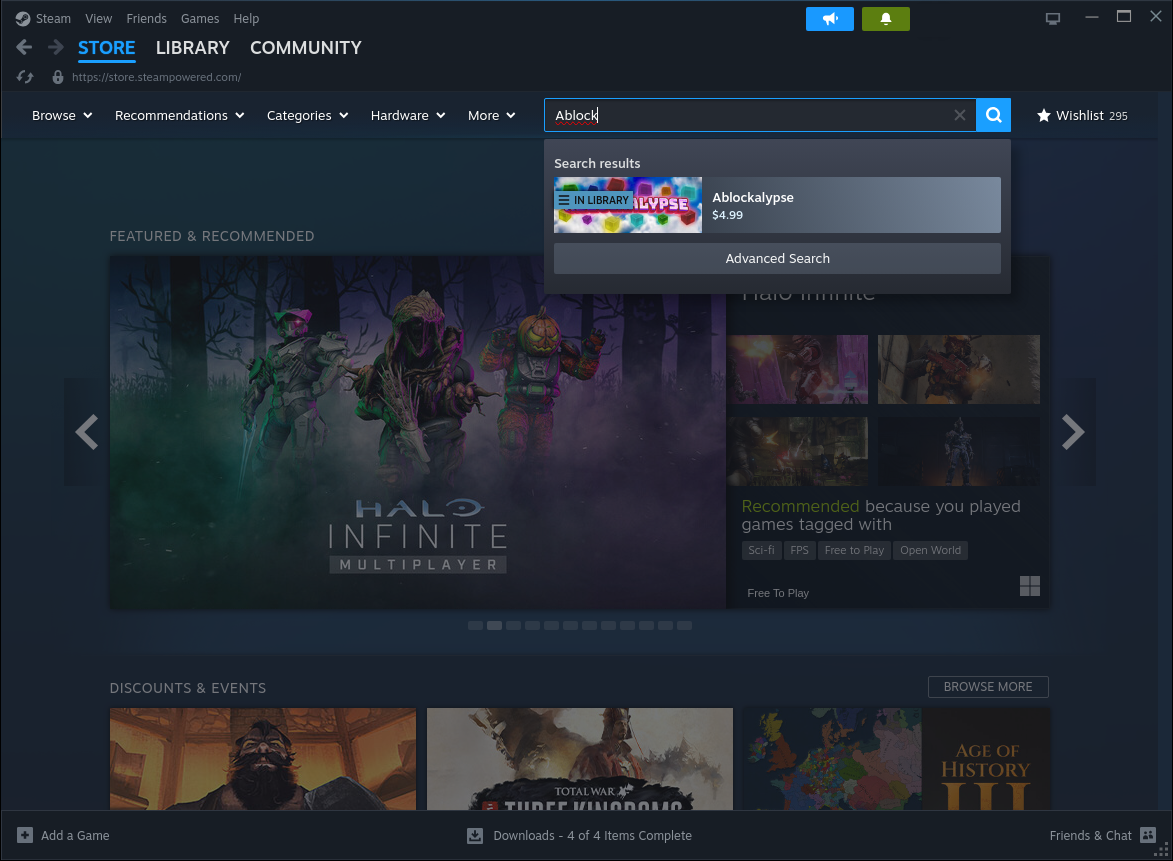 Steam View Friends Games Help
STORE LIBRARY COMMUNITY
https://store.steampowered.com/
Browse Recommendations Categories Hardware More Ablock Wishlist 295
Search results
IN LIBRARY
Ablockalypse
$4.99
Advanced Search
FEATURED & RECOMMENDED
Halo Infinite
HALO
INFINITE
MULTIPLAYER
Recommended because you played
games tagged with
Sci-fi FPS Free to Play Open World
Free To Play
DISCOUNTS & EVENTS
BROWSE MORE
TOTAL WAR
THREE KINGDOMS
AGE OF
HISTORY
III
Add a Game
Downloads - 4 of 4 Items Complete
Friends & Chat